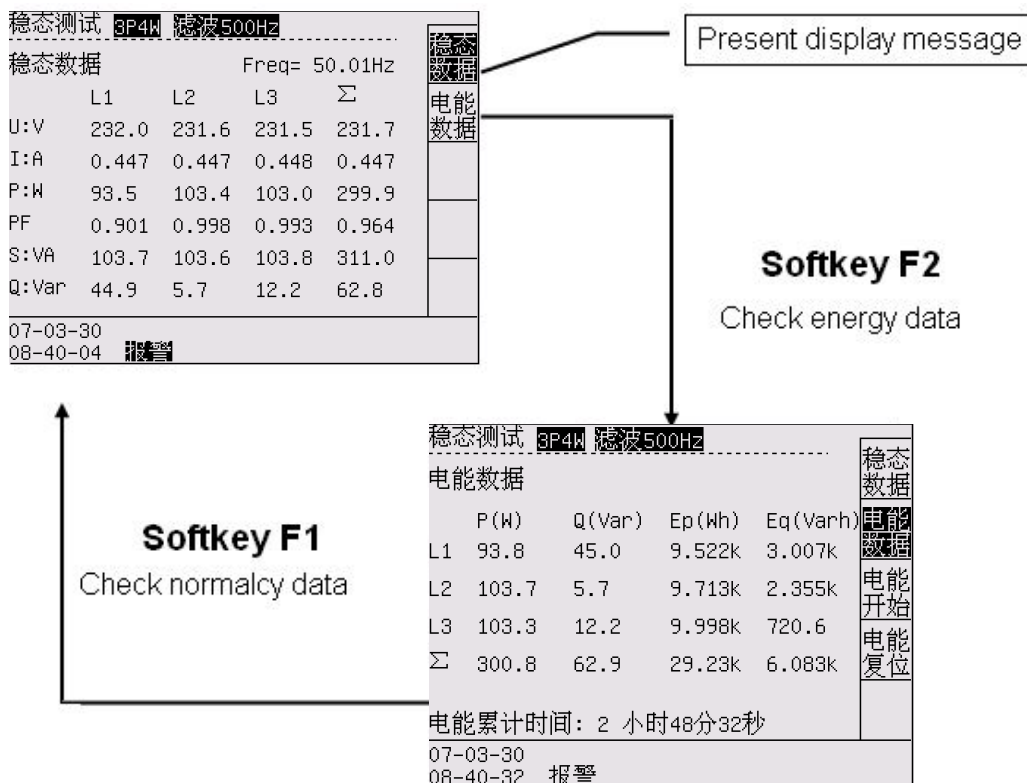 稳态测试 3P4W 滤波500Hz
稳态数据 Freq= 50.01Hz
L1 L2 L3 Σ
U:V 232.0 231.6 231.5 231.7
I:A 0.447 0.447 0.448 0.447
P:W 93.5 103.4 103.0 299.9
PF 0.901 0.998 0.993 0.964
S:VA 103.7 103.6 103.8 311.0
Q:Var 44.9 5.7 12.2 62.8
07-03-30
08-40-04 报警
稳态
数据
电能
数据
Present display message
Softkey F2
Check energy data
Softkey F1
Check normalcy data
稳态测试 3P4W 滤波500Hz
电能数据
P(W) Q(Var) Ep(Wh) Eq(Varh)
L1 93.8 45.0 9.522k 3.007k
L2 103.7 5.7 9.713k 2.355k
L3 103.3 12.2 9.998k 720.6
Σ 300.8 62.9 29.23k 6.083k
电能累计时间: 2 小时48分32秒
07-03-30
08-40-32 报警
稳态
数据
电能
数据
电能
开始
电能
复位